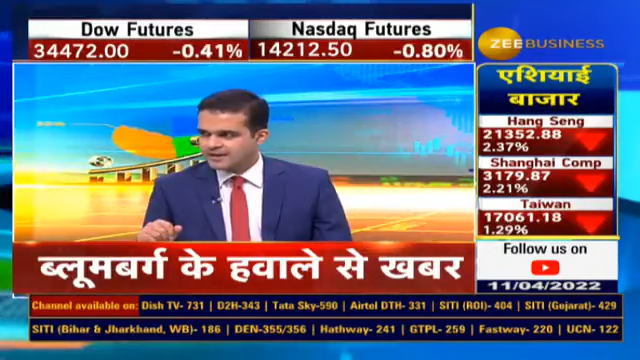 Dow Futures
34472.00 -0.41%
Nasdaq Futures
14212.50 -0.80%
ZEE BUSINESS
एशियाई
बाजार
Hang Seng
21352.88
2.37%
Shanghai Comp
3179.87
2.21%
Taiwan
17061.18
1.29%
ब्लूमबर्ग के हवाले से खबर
Follow us on
11/04/2022
Channel available on: Dish TV- 731 | D2H-343 | Tata Sky-590 | Airtel DTH- 331 | SITI (ROI)- 404 | SITI (Gujarat)- 429
SITI (Bihar & Jharkhand, WB)- 186 | DEN-355/356 | Hathway- 241 | GTPL- 259 | Fastway- 220 | UCN- 122